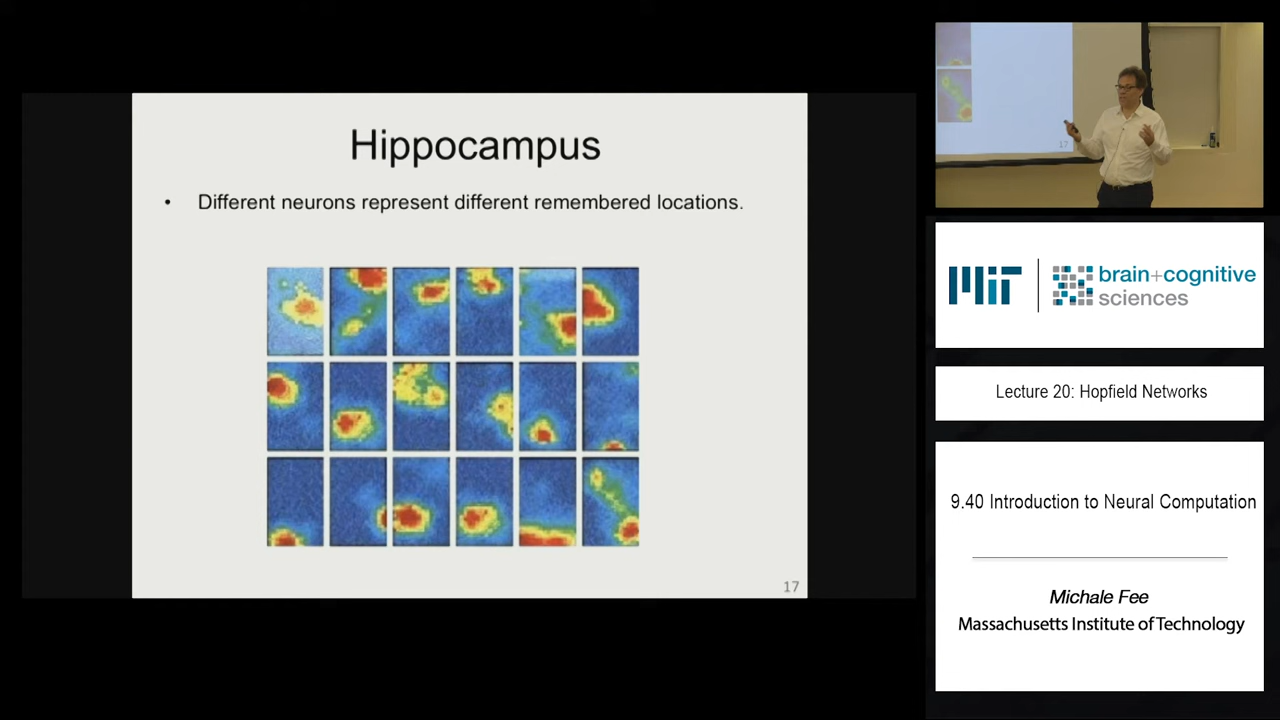 Hippocampus
• Different neurons represent different remembered locations.
17
17
MIT
brain+cognitive
sciences
Lecture 20: Hopfield Networks
9.40 Introduction to Neural Computation
Michale Fee
Massachusetts Institute of Technology